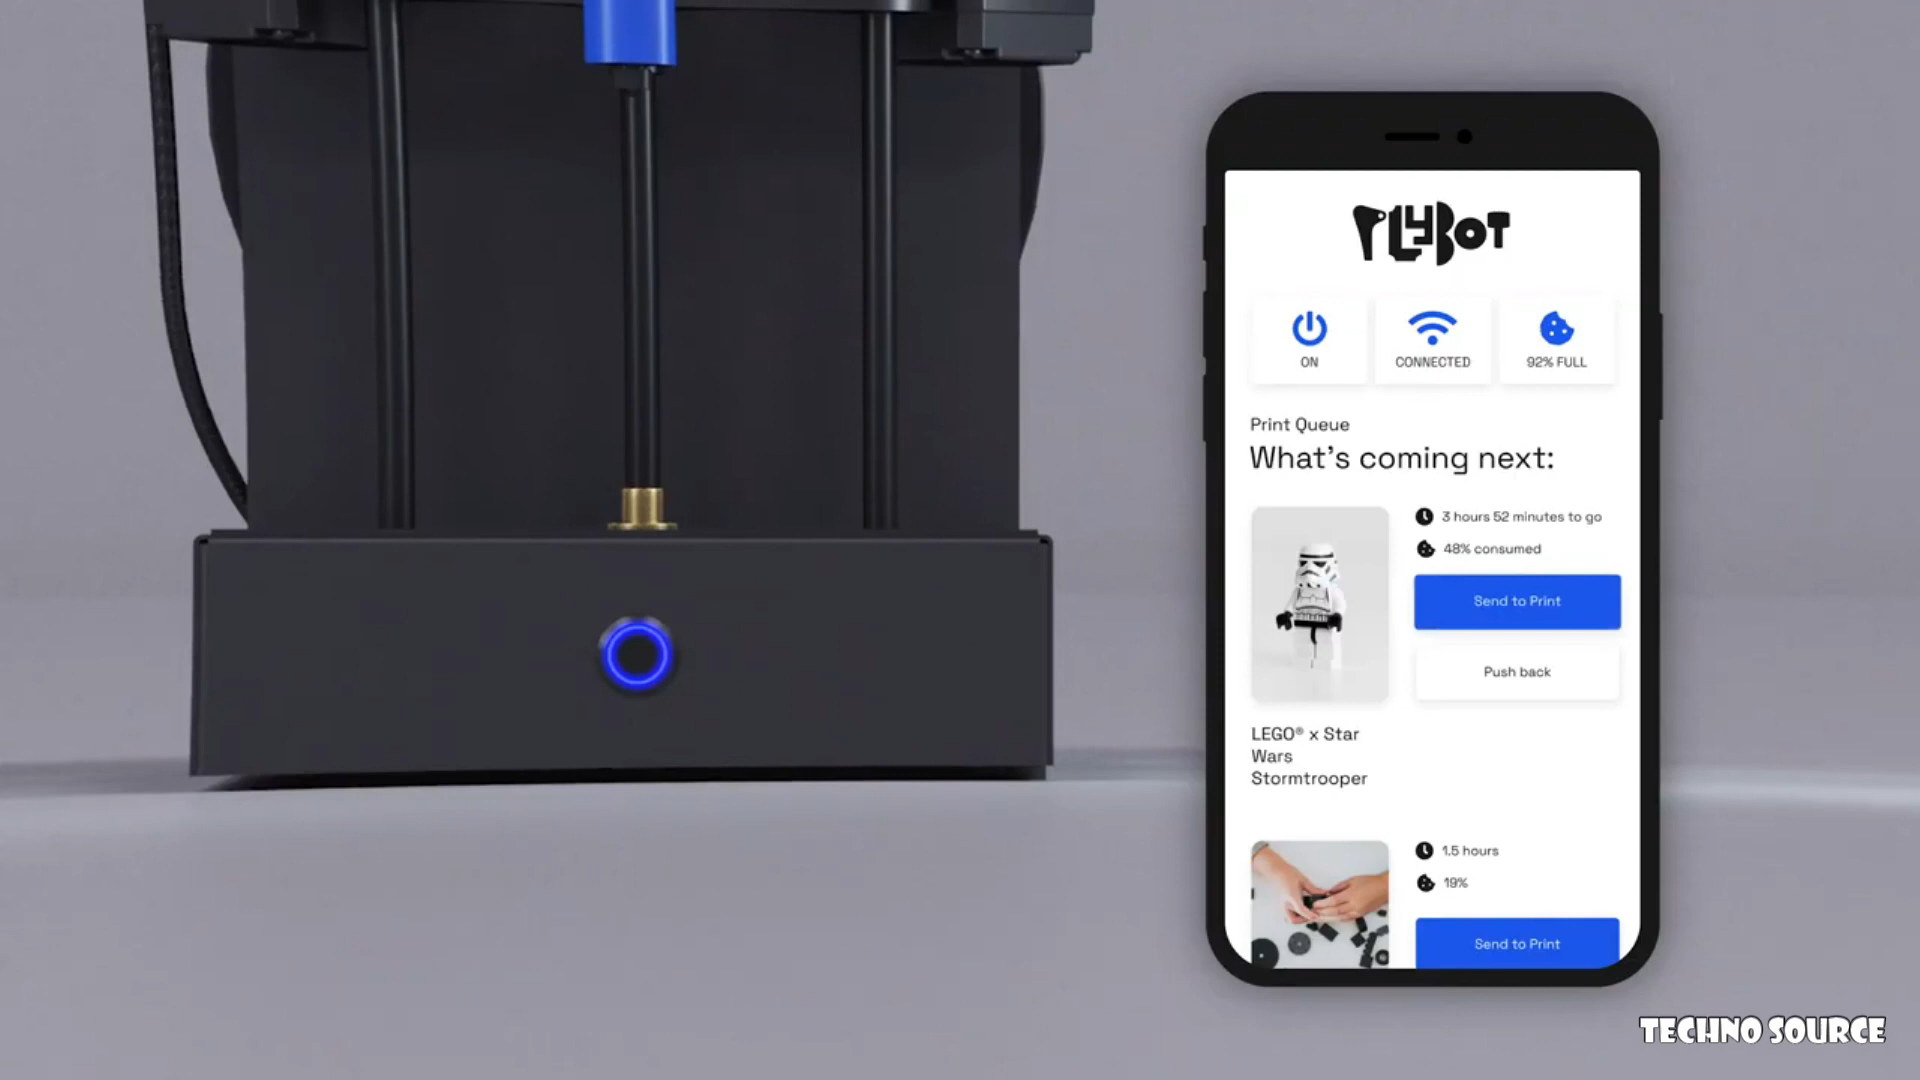 PLYBOT
ON
CONNECTED
92% FULL
Print Queue
What's coming next:
3 hours 52 minutes to go
48% consumed
Send to Print
Push back
LEGO® x Star
Wars
Stormtrooper
1.5 hours
19%
Send to Print
TECHNO SOURCE